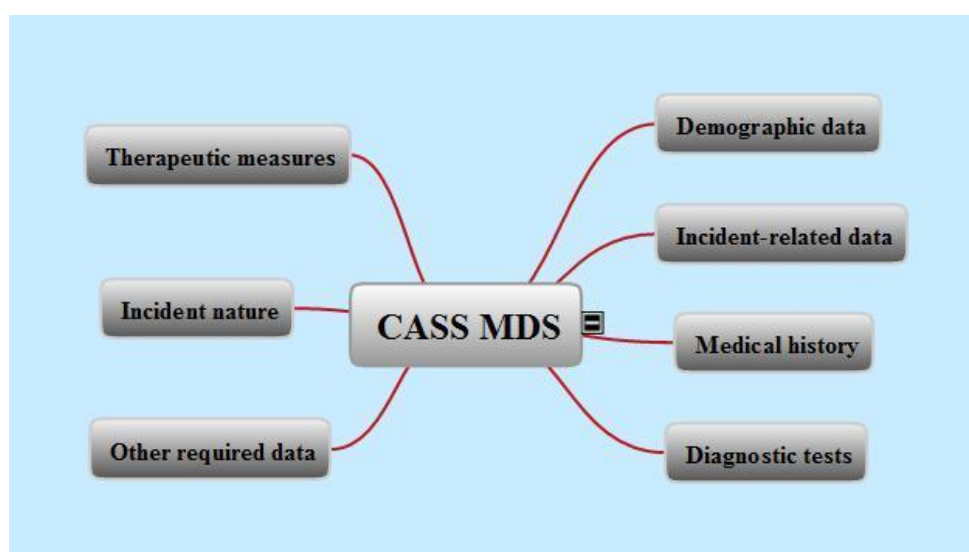 Therapeutic measures
Incident nature
Other required data
CASS MDS
Demographic data
Incident-related data
Medical history
Diagnostic tests